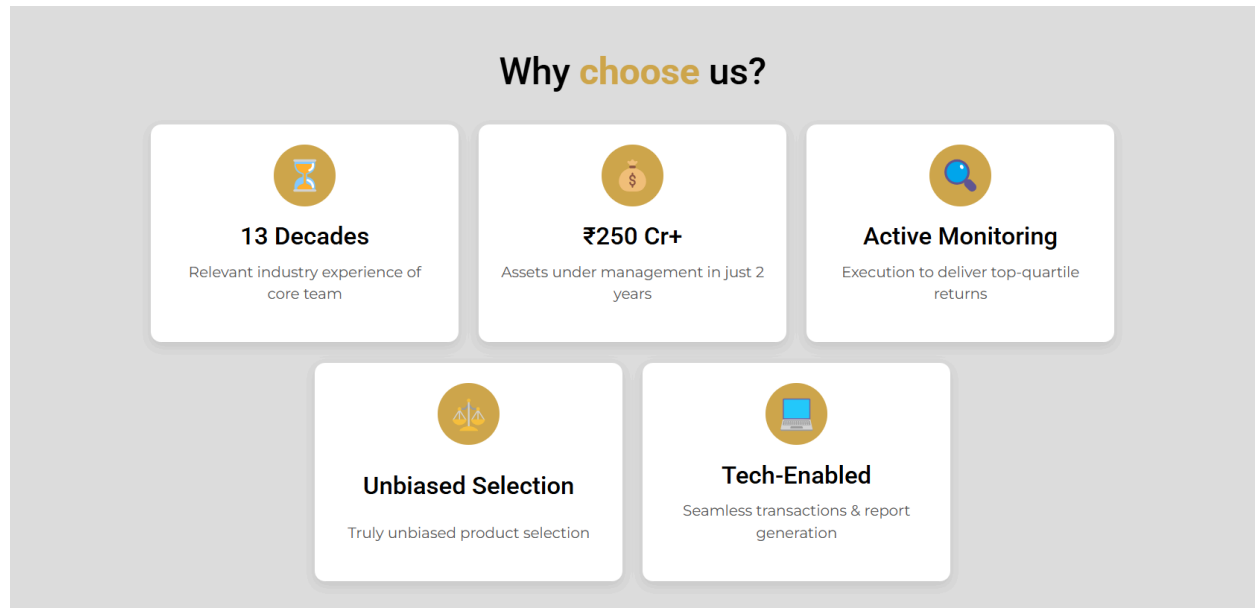 Why choose us?
13 Decades
Relevant industry experience of
core team
₹250 Cr+
Assets under management in just 2
years
Active Monitoring
Execution to deliver top-quartile
returns
Unbiased Selection
Truly unbiased product selection
Tech-Enabled
Seamless transactions & report
generation